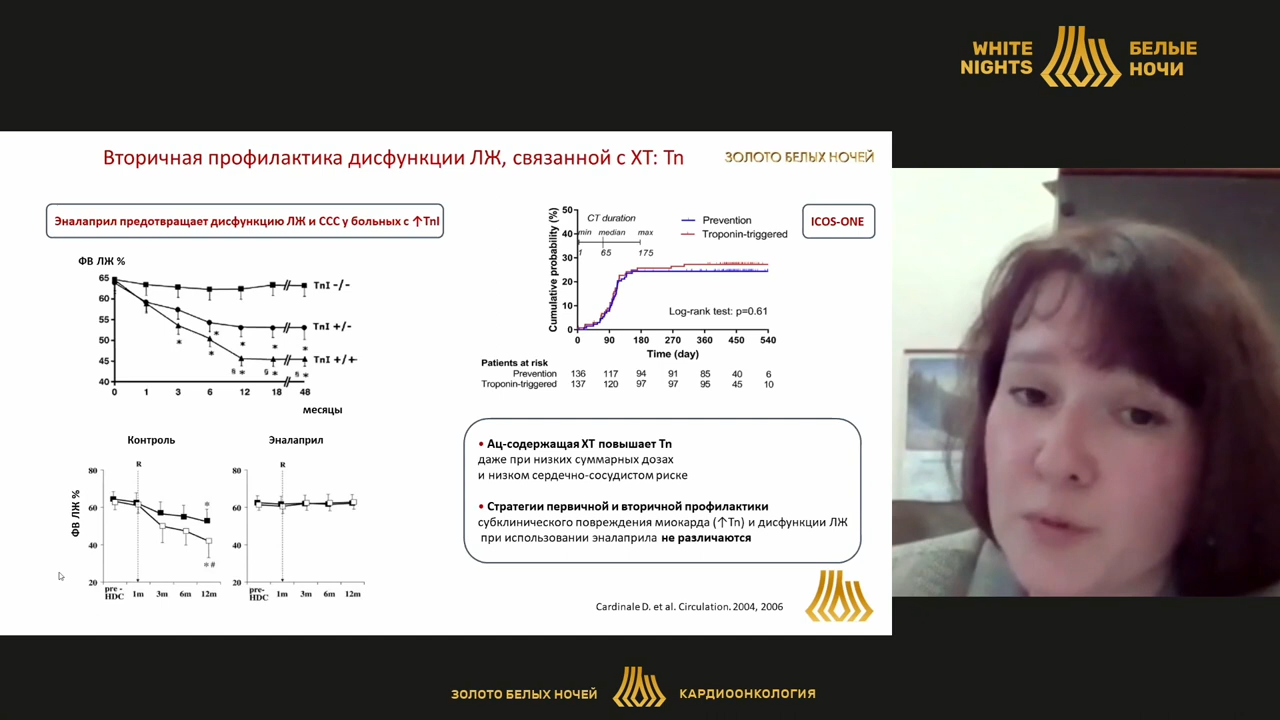 WHITE
NIGHTS
БЕЛЫЕ
НОЧИ
Вторичная профилактика дисфункции ЛЖ, связанной с ХТ: Tn
ЗОЛОТО БЕЛЫХ НОЧЕЙ
Эналаприл предотвращает дисфункцию ЛЖ и ССС у больных с ↑TnI
ФВ ЛЖ %
65
60
55
50
45
40
TnI -/-
TnI +/-
TnI +/+
* * * * * *
§ * § * § *
0 1 3 6 12 18 48
месяцы
Контроль
Эналаприл
ФВ ЛЖ %
80
60
40
20
R
*
*#
pre-HDC 1m 3m 6m 12m
80
60
40
20
R
pre-HDC 1m 3m 6m 12m
Cumulative probability (%)
50
40
30
20
10
0
CT duration
min median max
1 65 175
Prevention
Troponin-triggered
Log-rank test: p=0.61
0 90 180 270 360 450 540
Time (day)
ICOS-ONE
Patients at risk
Prevention 136 117 94 91 85 40 6
Troponin-triggered 137 120 97 97 95 45 10
• Ац-содержащая ХТ повышает Tn
даже при низких суммарных дозах
и низком сердечно-сосудистом риске
• Стратегии первичной и вторичной профилактики
субклинического повреждения миокарда (↑Tn) и дисфункции ЛЖ
при использовании эналаприла не различаются
Cardinale D. et al. Circulation. 2004, 2006
ЗОЛОТО БЕЛЫХ НОЧЕЙ
КАРДИООНКОЛОГИЯ